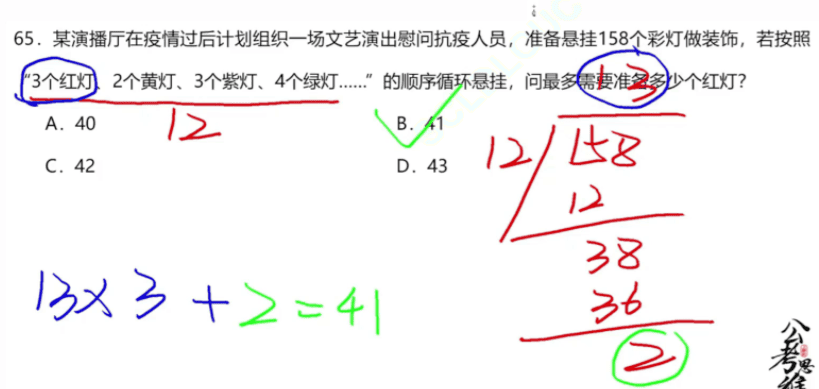 65. 某演播厅在疫情过后计划组织一场文艺演出慰问抗疫人员，准备悬挂158个彩灯做装饰，若按照
“3个红灯、2个黄灯、3个紫灯、4个绿灯……”的顺序循环悬挂，问最多需要准备多少个红灯？
13
A. 40
12
B. 41
12
158
C. 42
D. 43
12
38
13×3+2=41
36
2
公考思维